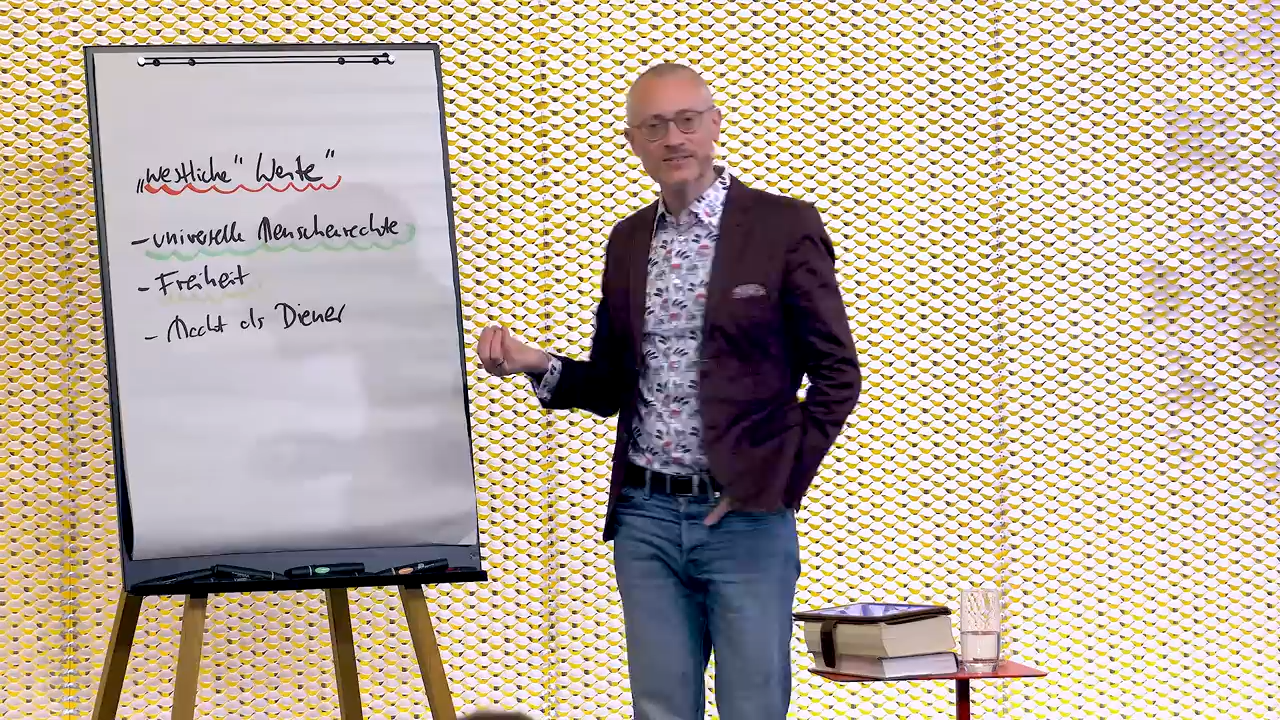 „westliche" Werte"
- universelle Menschenrechte
- Freiheit
- Macht als Diener